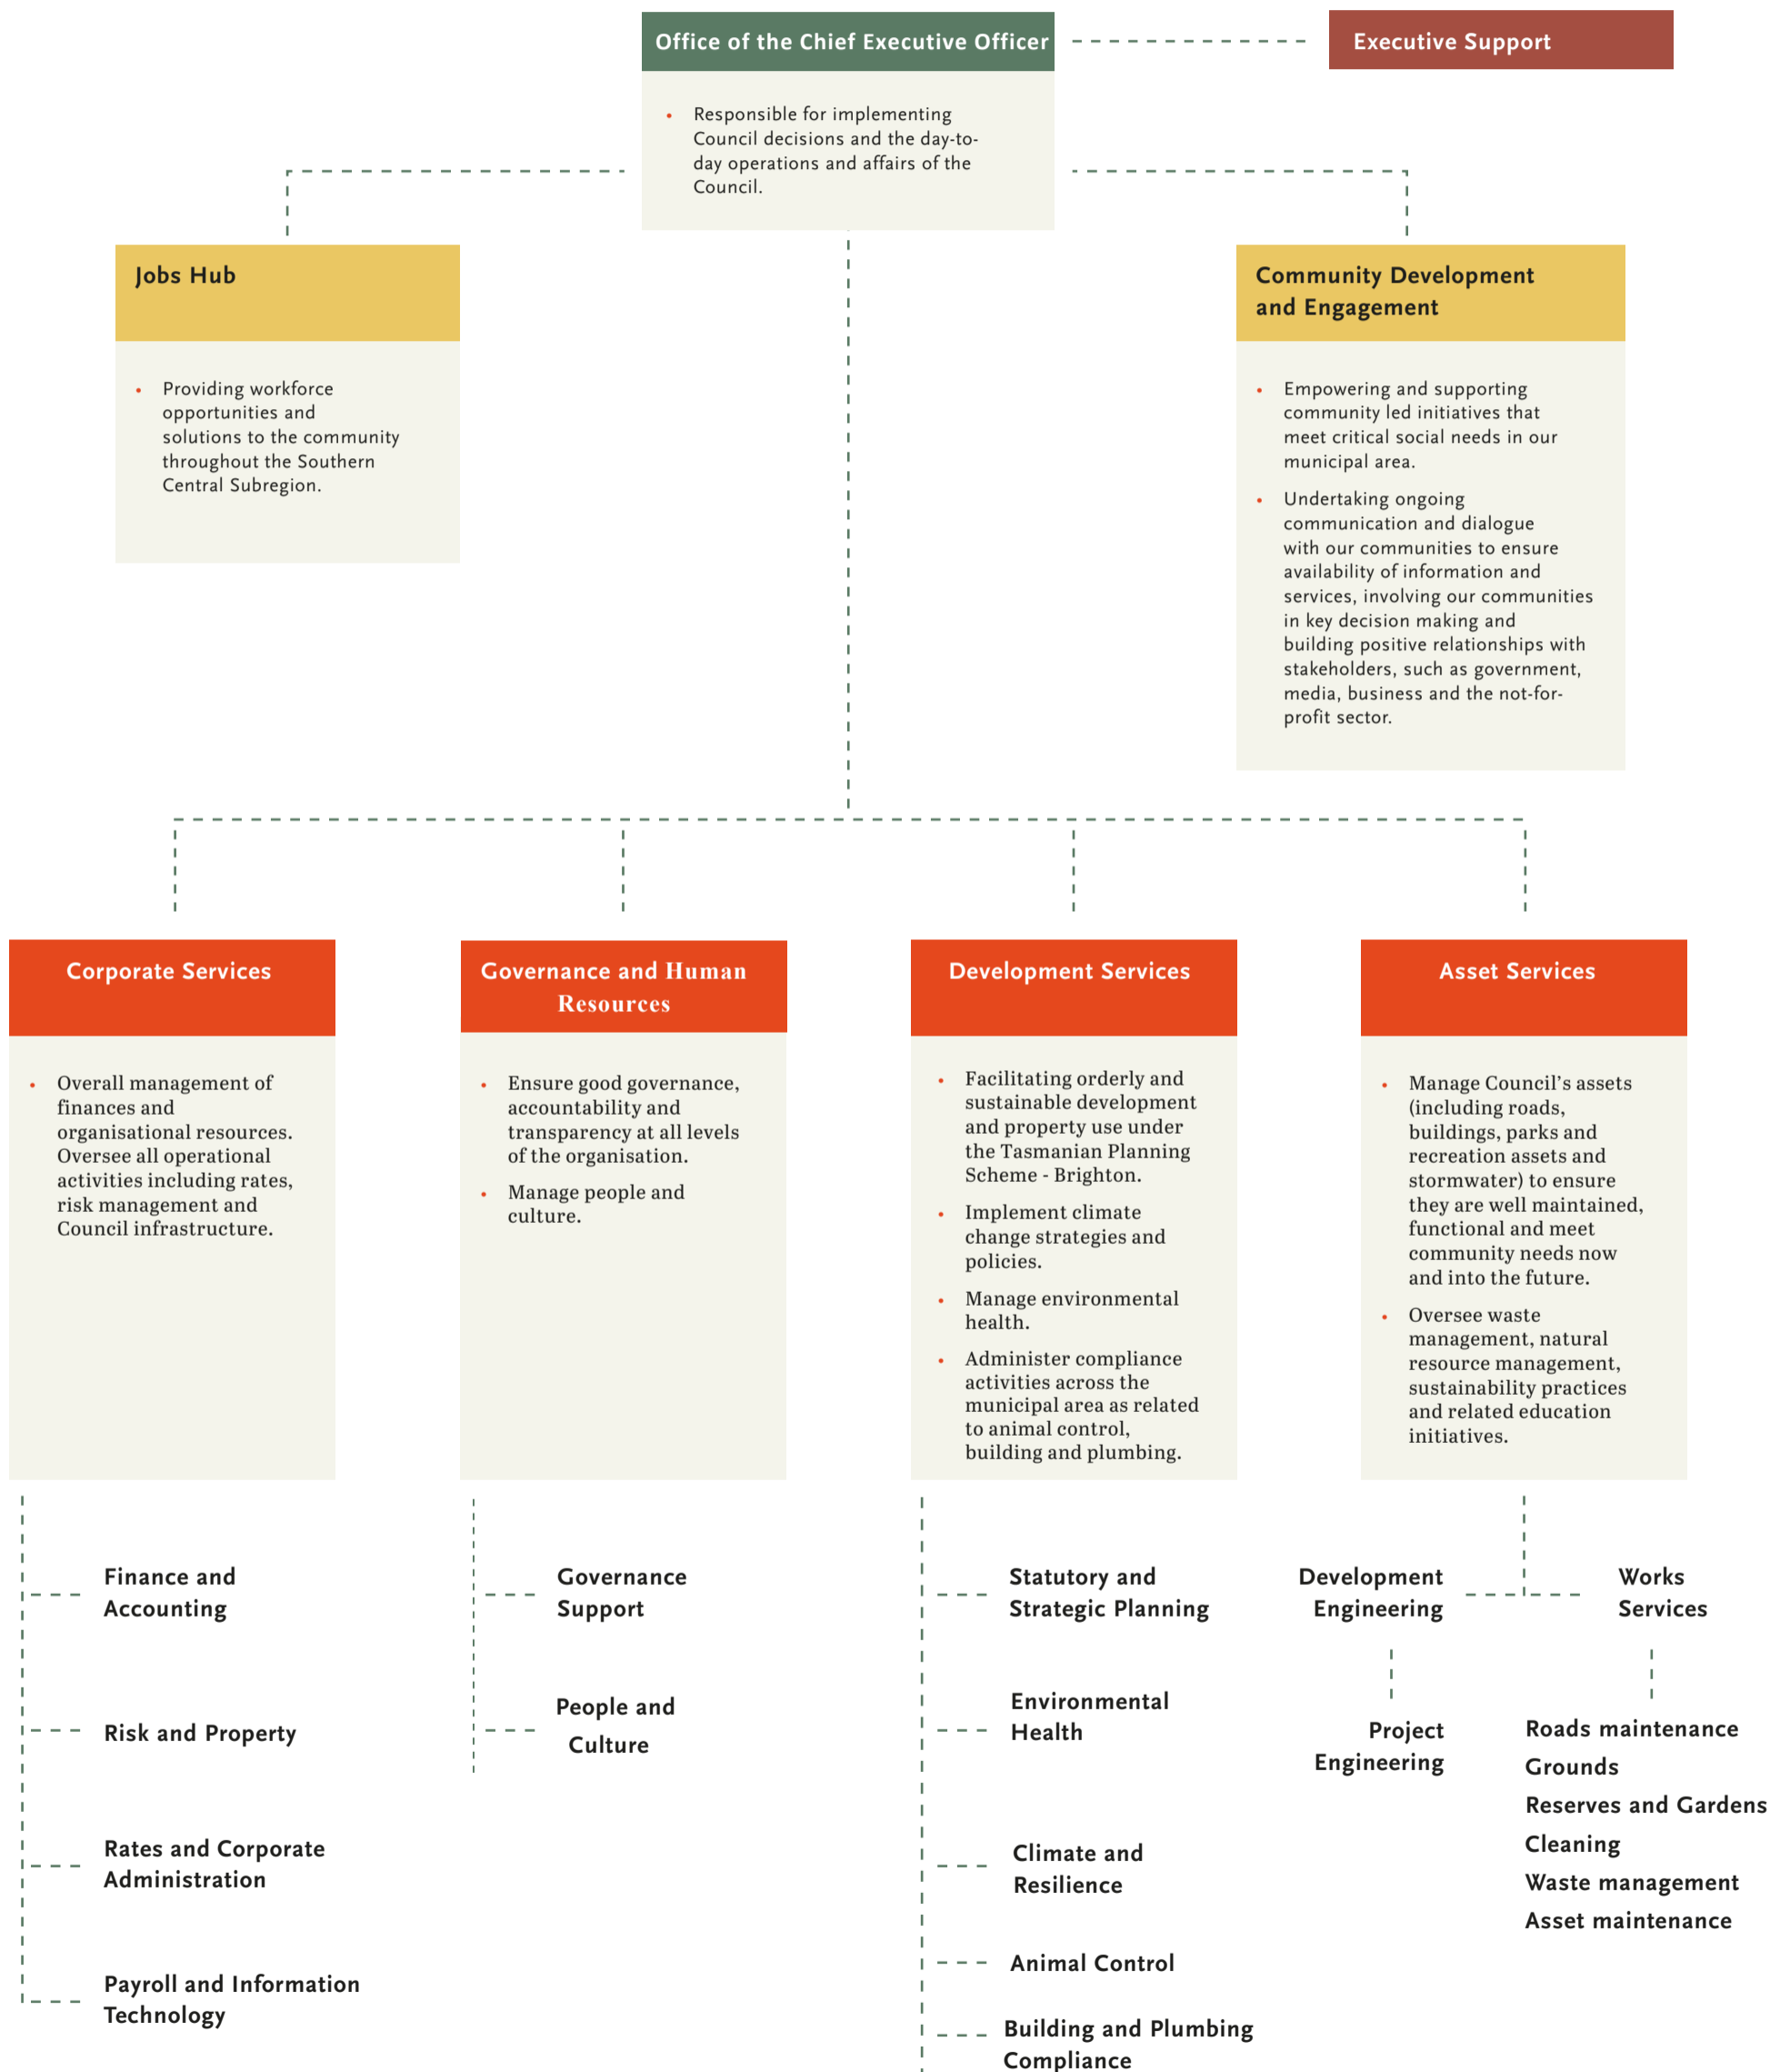 Office of the Chief Executive Officer
Executive Support
• Responsible for implementing
Council decisions and the day-to-
day operations and affairs of the
Council.
Jobs Hub
• Providing workforce
opportunities and
solutions to the community
throughout the Southern
Central Subregion.
Community Development
and Engagement
• Empowering and supporting
community led initiatives that
meet critical social needs in our
municipal area.
• Undertaking ongoing
communication and dialogue
with our communities to ensure
availability of information and
services, involving our communities
in key decision making and
building positive relationships with
stakeholders, such as government,
media, business and the not-for-
profit sector.
Corporate Services
• Overall management of
finances and
organisational resources.
Oversee all operational
activities including rates,
risk management and
Council infrastructure.
Finance and
Accounting
Risk and Property
Rates and Corporate
Administration
Payroll and Information
Technology
Governance and Human
Resources
• Ensure good governance,
accountability and
transparency at all levels
of the organisation.
• Manage people and
culture.
Governance
Support
People and
Culture
Development Services
• Facilitating orderly and
sustainable development
and property use under
the Tasmanian Planning
Scheme - Brighton.
• Implement climate
change strategies and
policies.
• Manage environmental
health.
• Administer compliance
activities across the
municipal area as related
to animal control,
building and plumbing.
Statutory and
Strategic Planning
Environmental
Health
Climate and
Resilience
Animal Control
Building and Plumbing
Compliance
Asset Services
• Manage Council’s assets
(including roads,
buildings, parks and
recreation assets and
stormwater) to ensure
they are well maintained,
functional and meet
community needs now
and into the future.
• Oversee waste
management, natural
resource management,
sustainability practices
and related education
initiatives.
Development
Engineering
Project
Engineering
Works
Services
Roads maintenance
Grounds
Reserves and Gardens
Cleaning
Waste management
Asset maintenance